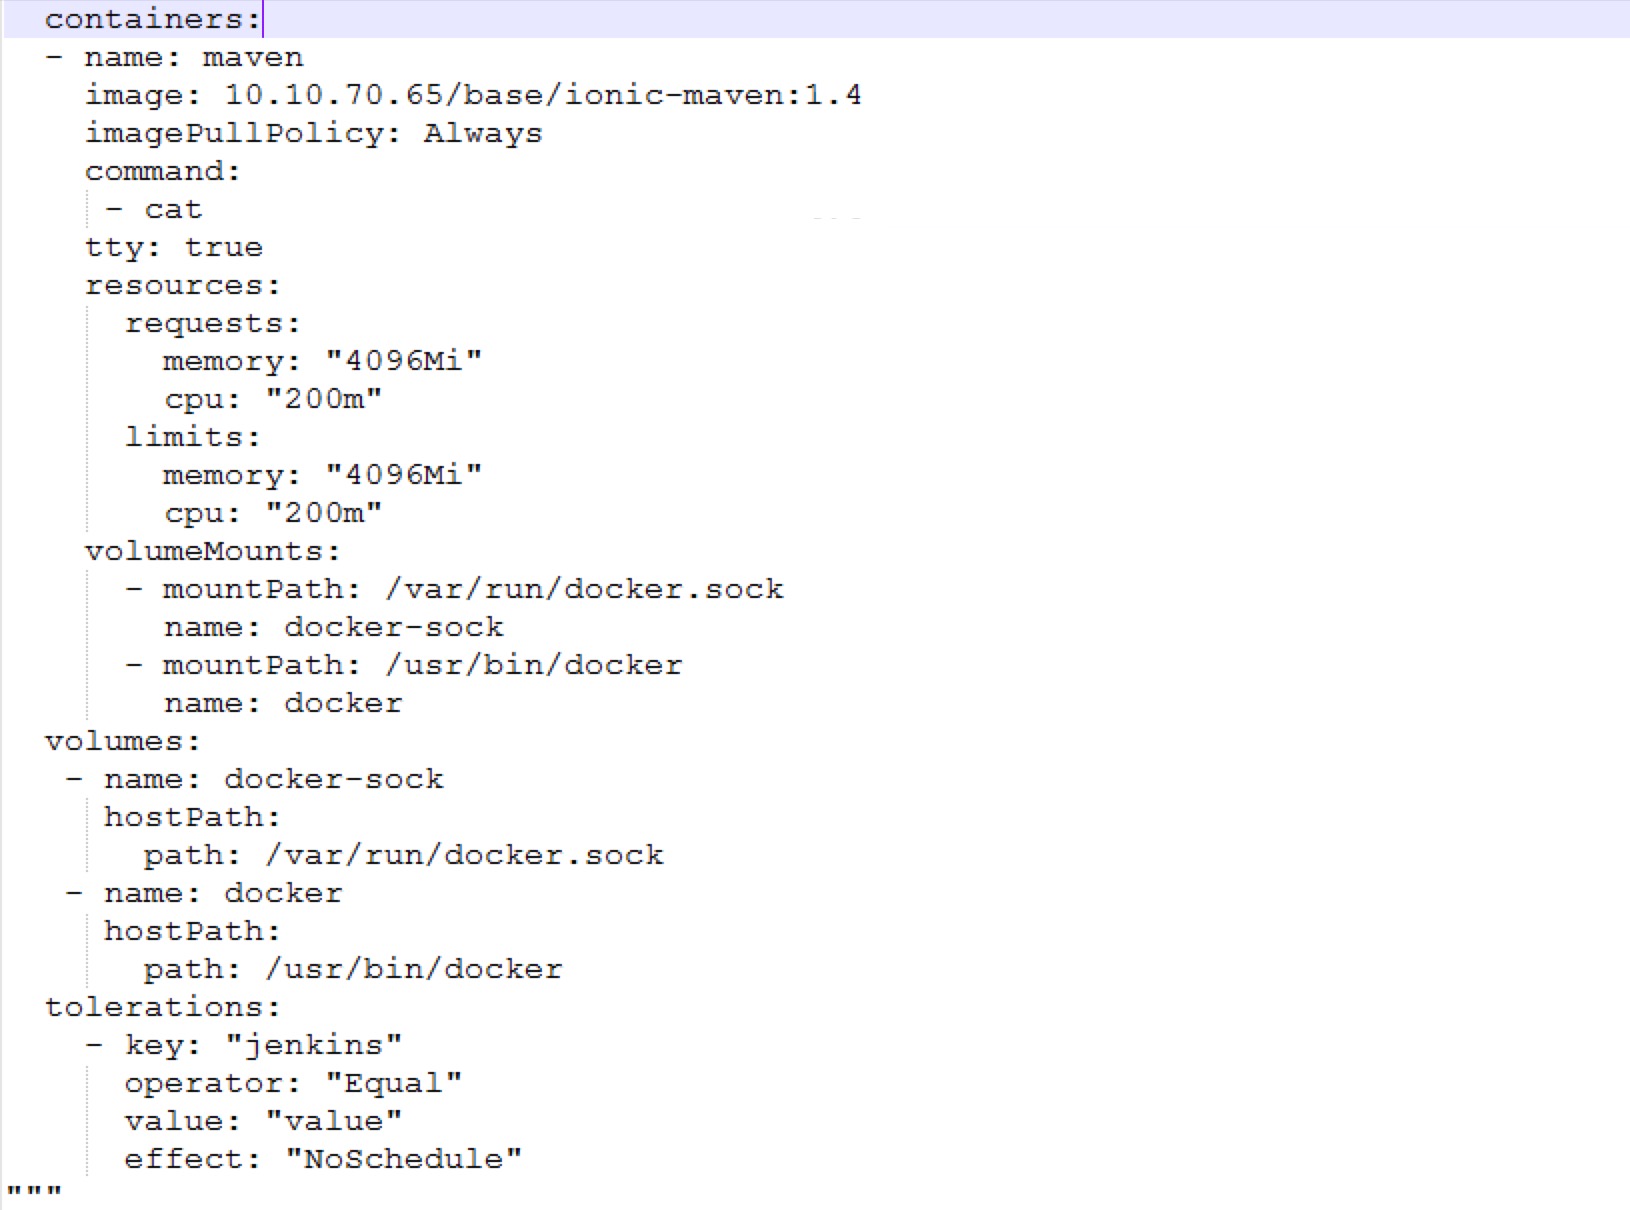 containers:
- name: maven
image: 10.10.70.65/base/ionic-maven:1.4
imagePullPolicy: Always
command:
- cat
tty: true
resources:
requests:
memory: "4096Mi"
cpu: "200m"
limits:
memory: "4096Mi"
cpu: "200m"
volumeMounts:
- mountPath: /var/run/docker.sock
name: docker-sock
- mountPath: /usr/bin/docker
name: docker
volumes:
- name: docker-sock
hostPath:
path: /var/run/docker.sock
- name: docker
hostPath:
path: /usr/bin/docker
tolerations:
- key: "jenkins"
operator: "Equal"
value: "value"
effect: "NoSchedule"
"""